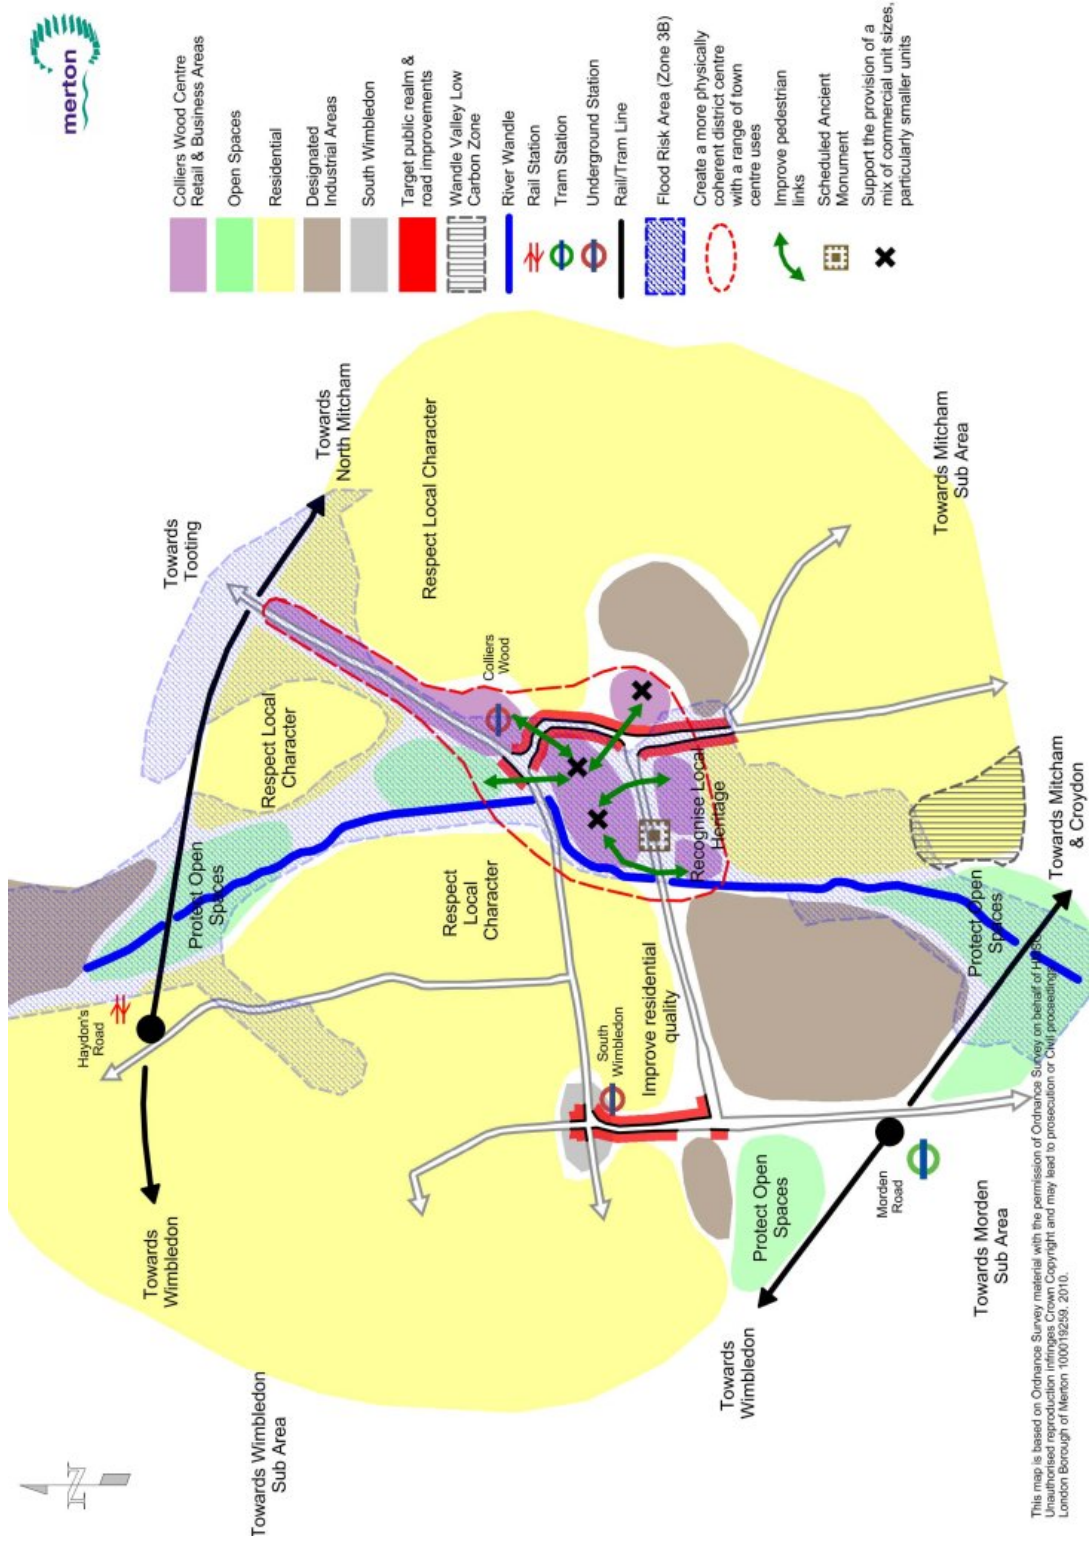 merton
Colliers Wood Centre
Retail & Business Areas
Open Spaces
Residential
Designated
Industrial Areas
South Wimbledon
Target public realm &
road improvements
Wandle Valley Low
Carbon Zone
River Wandle
Rail Station
Tram Station
Underground Station
Rail/Tram Line
Flood Risk Area (Zone 3B)
Create a more physically
coherent district centre
with a range of town
centre uses
Improve pedestrian
links
Scheduled Ancient
Monument
Support the provision of a
mix of commercial unit sizes,
particularly smaller units
N
Towards Wimbledon
Sub Area
Towards
Wimbledon
Haydon's
Road
Protect Open
Spaces
Towards
Tooting
Towards
North Mitcham
Respect Local
Character
Respect Local Character
Respect
Local
Character
Colliers
Wood
South
Wimbledon
Improve residential
quality
Recognise Local
Heritage
Protect Open
Spaces
Towards
Wimbledon
Morden
Road
Towards Morden
Sub Area
Protect Open
Spaces
Towards Mitcham
Sub Area
Towards Mitcham
& Croydon
This map is based on Ordnance Survey material with the permission of Ordnance Survey on behalf of HMSO.
Unauthorised reproduction infringes Crown Copyright and may lead to prosecution or Civil proceedings.
London Borough of Merton 100019259. 2010.